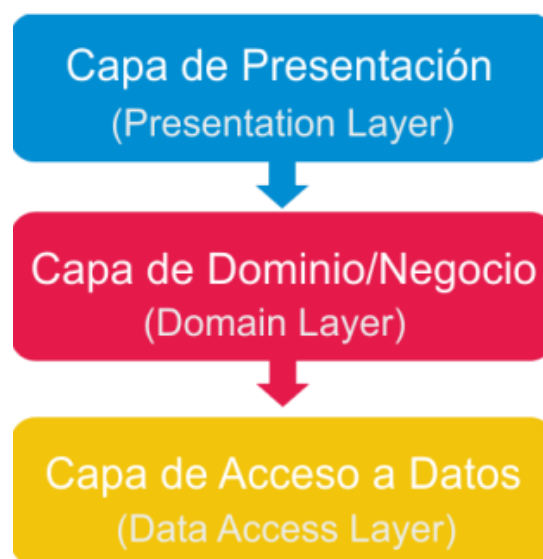 Capa de Presentación
(Presentation Layer)
Capa de Dominio/Negocio
(Domain Layer)
Capa de Acceso a Datos
(Data Access Layer)